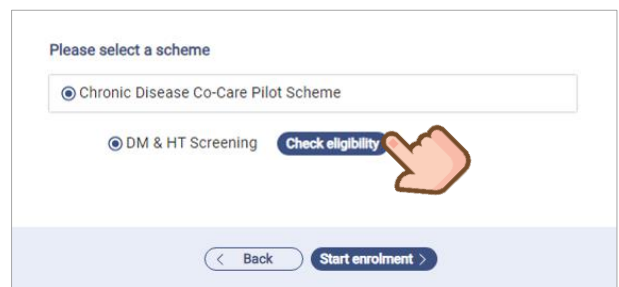 Please select a scheme
Chronic Disease Co-Care Pilot Scheme
DM & HT Screening Check eligibility
< Back Start enrolment >